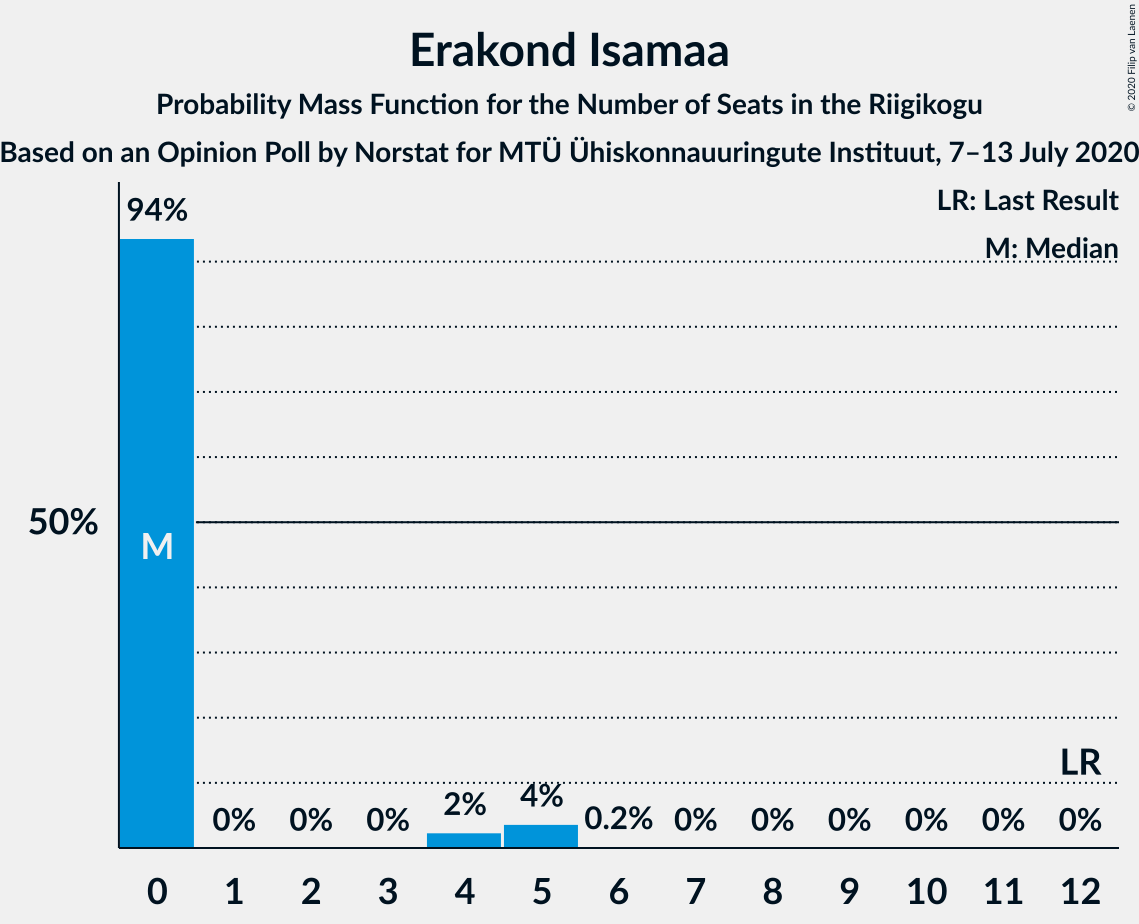 Erakond Isamaa
Probability Mass Function for the Number of Seats in the Riigikogu
Based on an Opinion Poll by Norstat for MTÜ Ühiskonnauuringute Instituut, 7–13 July 2020
© 2020 Filip van Laenen
LR: Last Result
M: Median
94%
50%
M
LR
2%
4%
0% 0% 0% 0.2% 0% 0% 0% 0% 0% 0%
0 1 2 3 4 5 6 7 8 9 10 11 12